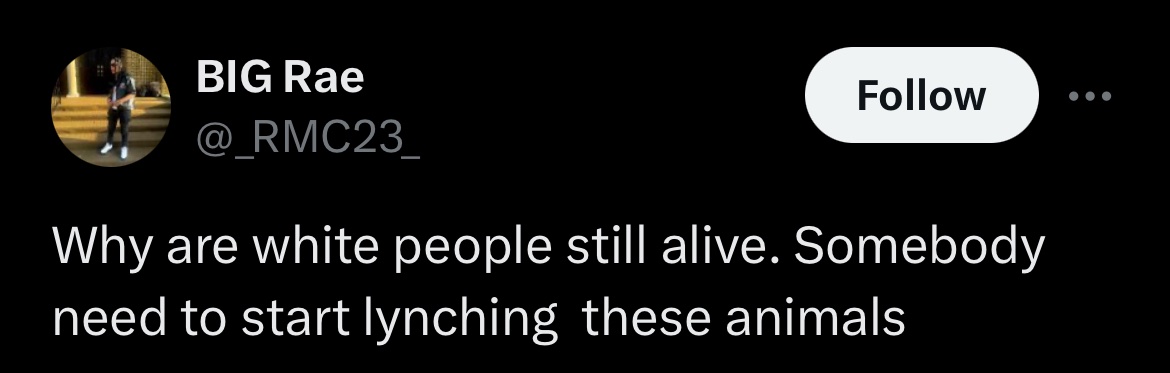 BIG Rae
@_RMC23_
Follow
Why are white people still alive. Somebody
need to start lynching  these animals